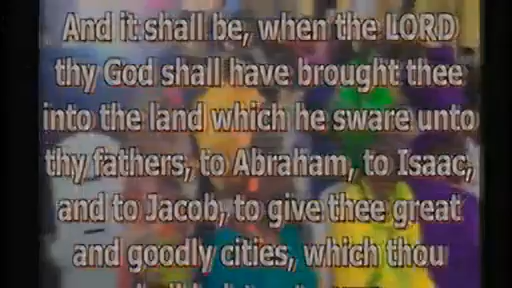 And it shall be, when the LORD
thy God shall have brought thee
into the land which he sware unto
thy fathers, to Abraham, to Isaac,
and to Jacob, to give thee great
and goodly cities, which thou